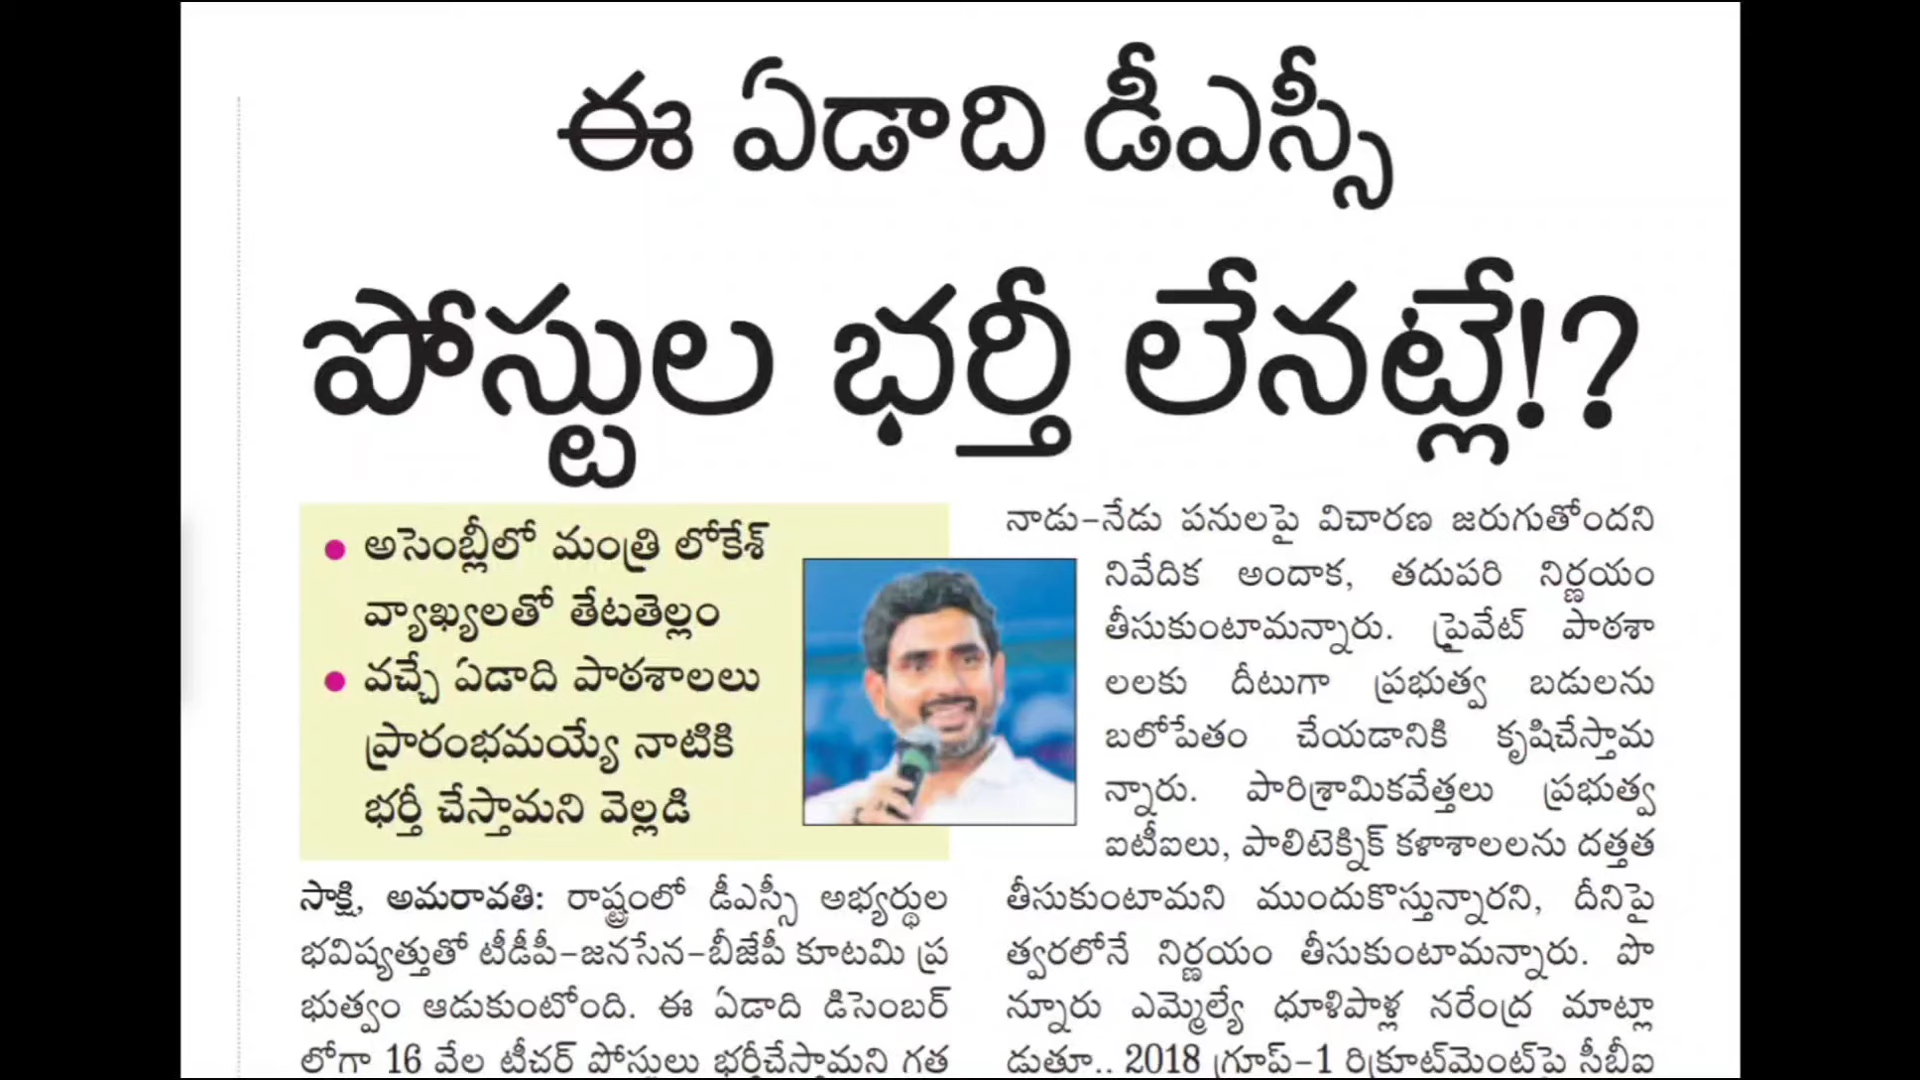 ఈ ఏడాది డీఎస్సీ
పోస్టుల భర్తీ లేనట్లే!?
● అసెంబ్లీలో మంత్రి లోకేశ్
వ్యాఖ్యలతో తేటతెల్లం
● వచ్చే ఏడాది పాఠశాలలు
ప్రారంభమయ్యే నాటికి
భర్తీ చేస్తామని వెల్లడి
సాక్షి, అమరావతి: రాష్ట్రంలో డీఎస్సీ అభ్యర్థుల
భవిష్యత్తుతో టీడీపీ-జనసేన-బీజేపీ కూటమి ప్ర
భుత్వం ఆడుకుంటోంది. ఈ ఏడాది డిసెంబర్
లోగా 16 వేల టీచర్ పోస్టులు భర్తీచేస్తామని గత
నాడు-నేడు పనులపై విచారణ జరుగుతోందని
నివేదిక అందాక, తదుపరి నిర్ణయం
తీసుకుంటామన్నారు. ప్రైవేట్ పాఠశా
లలకు దీటుగా ప్రభుత్వ బడులను
బలోపేతం చేయడానికి కృషిచేస్తామ
న్నారు. పారిశ్రామికవేత్తలు ప్రభుత్వ
ఐటీఐలు, పాలిటెక్నిక్ కళాశాలలను దత్తత
తీసుకుంటామని ముందుకొస్తున్నారని, దీనిపై
త్వరలోనే నిర్ణయం తీసుకుంటామన్నారు. పొ
న్నూరు ఎమ్మెల్యే ధూళిపాళ్ల నరేంద్ర మాట్లా
డుతూ.. 2018 గ్రూప్-1 రిక్రూట్‌మెంట్‌పై సీబీఐ